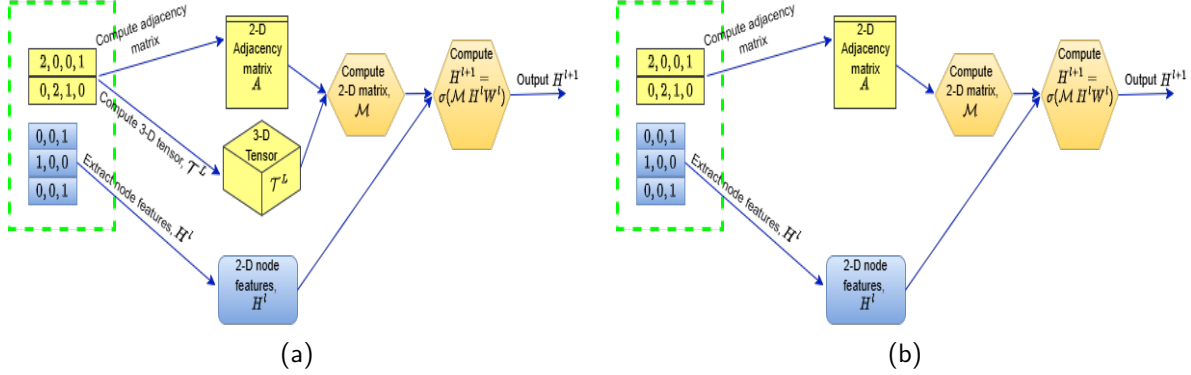 2, 0, 0, 1
0, 2, 1, 0
0, 0, 1
1, 0, 0
0, 0, 1
Compute adjacency
matrix
Compute 3-D tensor, 𝒯^L
Extract node features, H^l
2-D
Adjacency
matrix
A
3-D
Tensor
𝒯^L
2-D node
features,
H^l
Compute
2-D matrix,
ℳ
Compute
H^{l+1} =
σ(ℳ H^l W^l)
Output H^{l+1}
(a)
2, 0, 0, 1
0, 2, 1, 0
0, 0, 1
1, 0, 0
0, 0, 1
Compute adjacency
matrix
Extract node features, H^l
2-D
Adjacency
matrix
A
2-D node
features,
H^l
Compute
2-D matrix,
ℳ
Compute
H^{l+1} =
σ(ℳ H^l W^l)
Output H^{l+1}
(b)